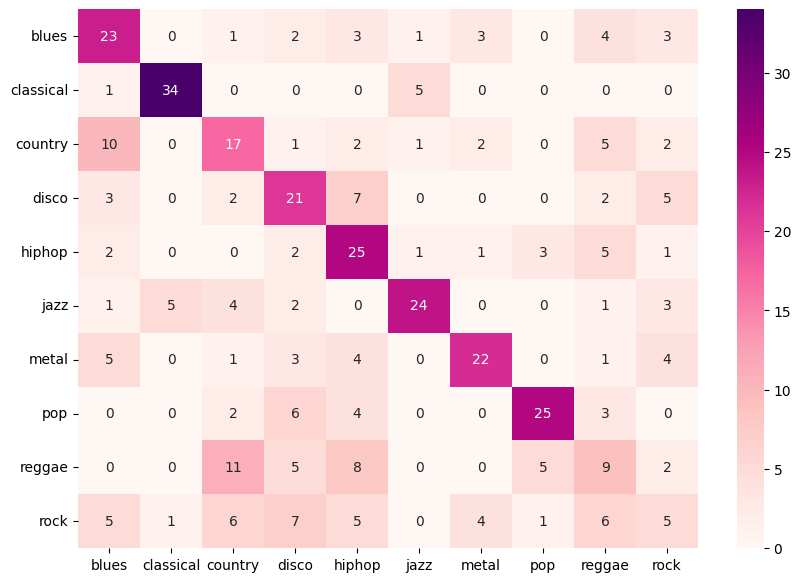 blues 23 0 1 2 3 1 3 0 4 3
classical 1 34 0 0 0 5 0 0 0 0
country 10 0 17 1 2 1 2 0 5 2
disco 3 0 2 21 7 0 0 0 2 5
hiphop 2 0 0 2 25 1 1 3 5 1
jazz 1 5 4 2 0 24 0 0 1 3
metal 5 0 1 3 4 0 22 0 1 4
pop 0 0 2 6 4 0 0 25 3 0
reggae 0 0 11 5 8 0 0 5 9 2
rock 5 1 6 7 5 0 4 1 6 5
blues classical country disco hiphop jazz metal pop reggae rock
30
25
20
15
10
5
0